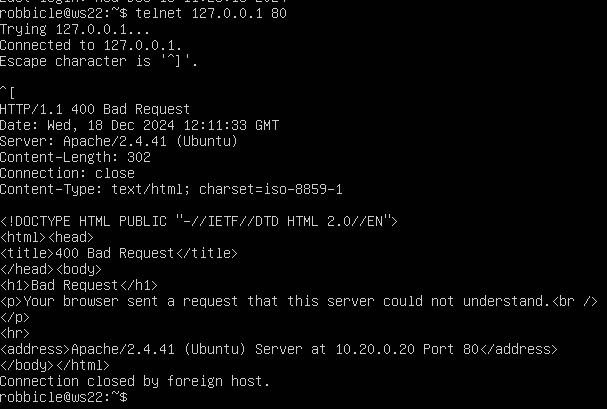 robbicle@ws22:~$ telnet 127.0.0.1 80
Trying 127.0.0.1...
Connected to 127.0.0.1.
Escape character is '^]'.

^[
HTTP/1.1 400 Bad Request
Date: Wed, 18 Dec 2024 12:11:33 GMT
Server: Apache/2.4.41 (Ubuntu)
Content-Length: 302
Connection: close
Content-Type: text/html; charset=iso-8859-1

<!DOCTYPE HTML PUBLIC "-//IETF//DTD HTML 2.0//EN">
<html><head>
<title>400 Bad Request</title>
</head><body>
<h1>Bad Request</h1>
<p>Your browser sent a request that this server could not understand.<br />
</p>
<hr>
<address>Apache/2.4.41 (Ubuntu) Server at 10.20.0.20 Port 80</address>
</body></html>
Connection closed by foreign host.
robbicle@ws22:~$